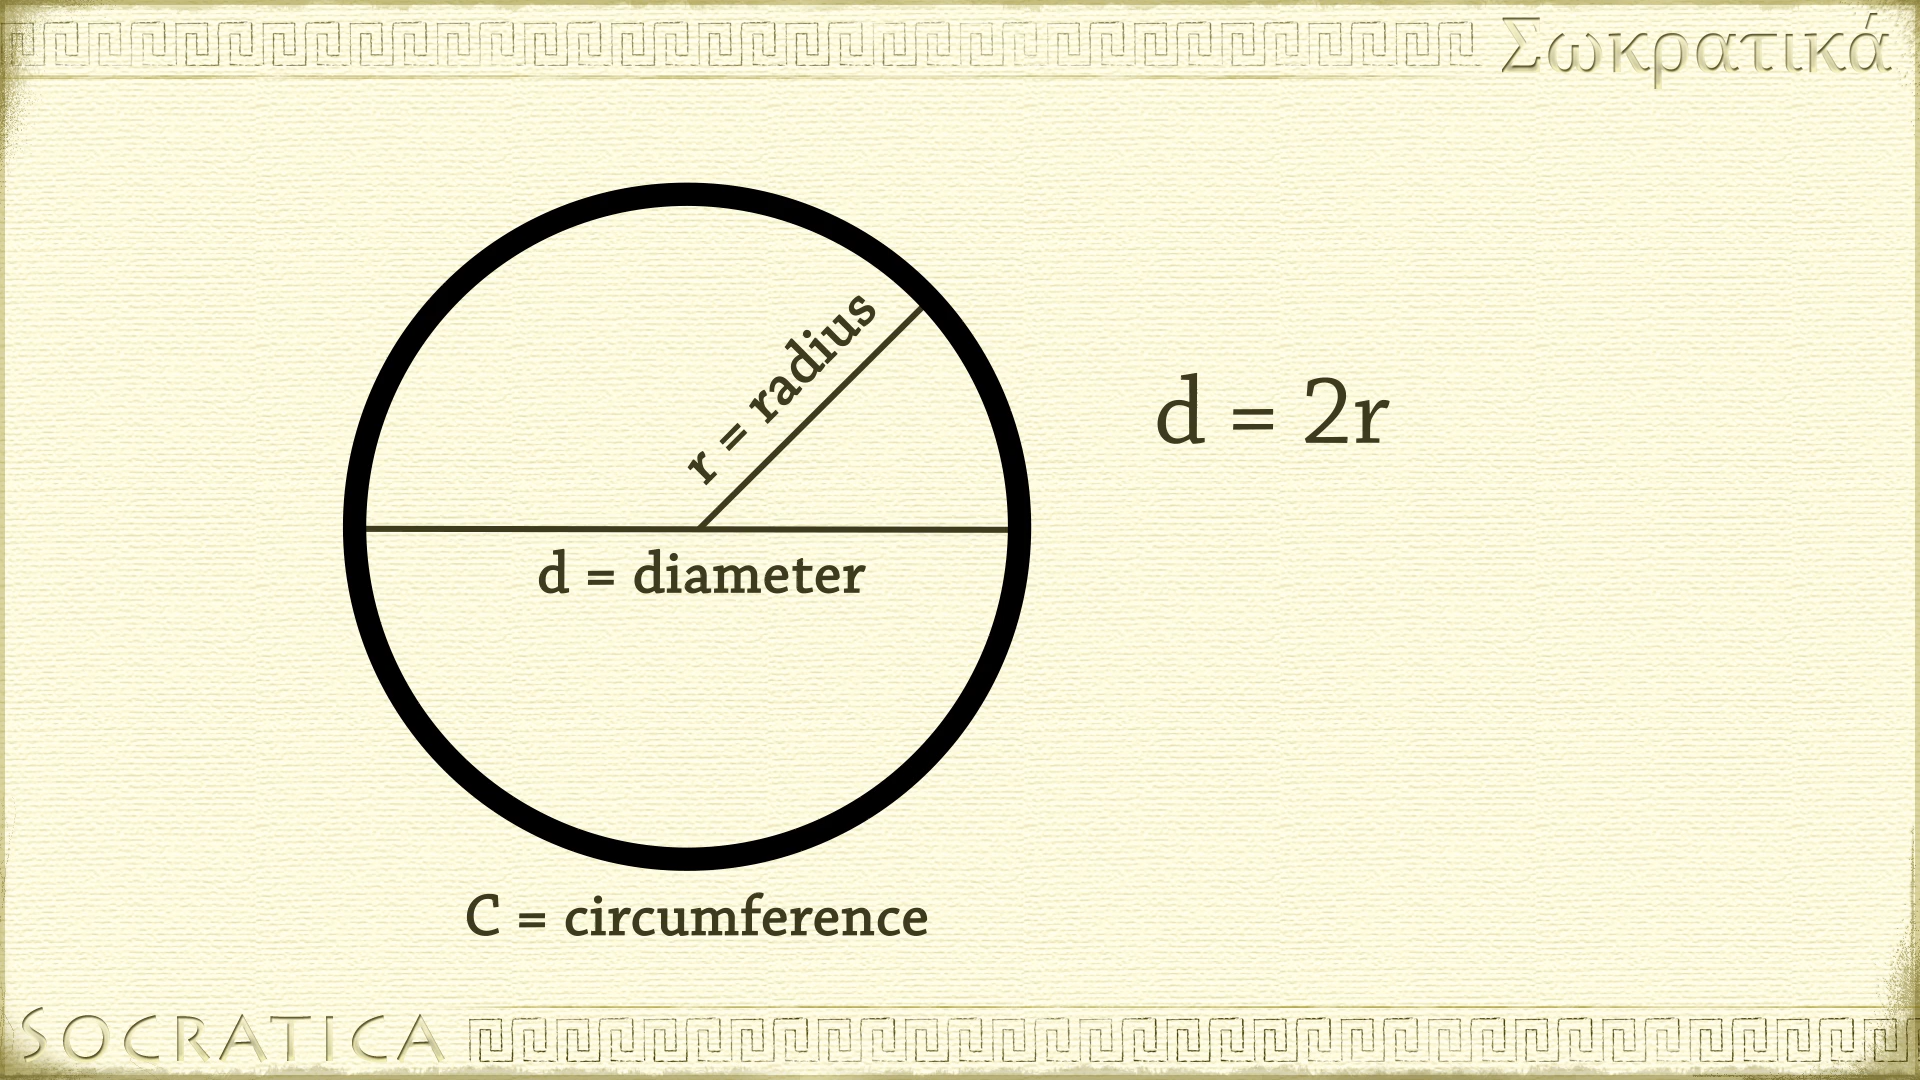 Σωκρατικά
r = radius
d = 2r
d = diameter
C = circumference
SOCRATICA